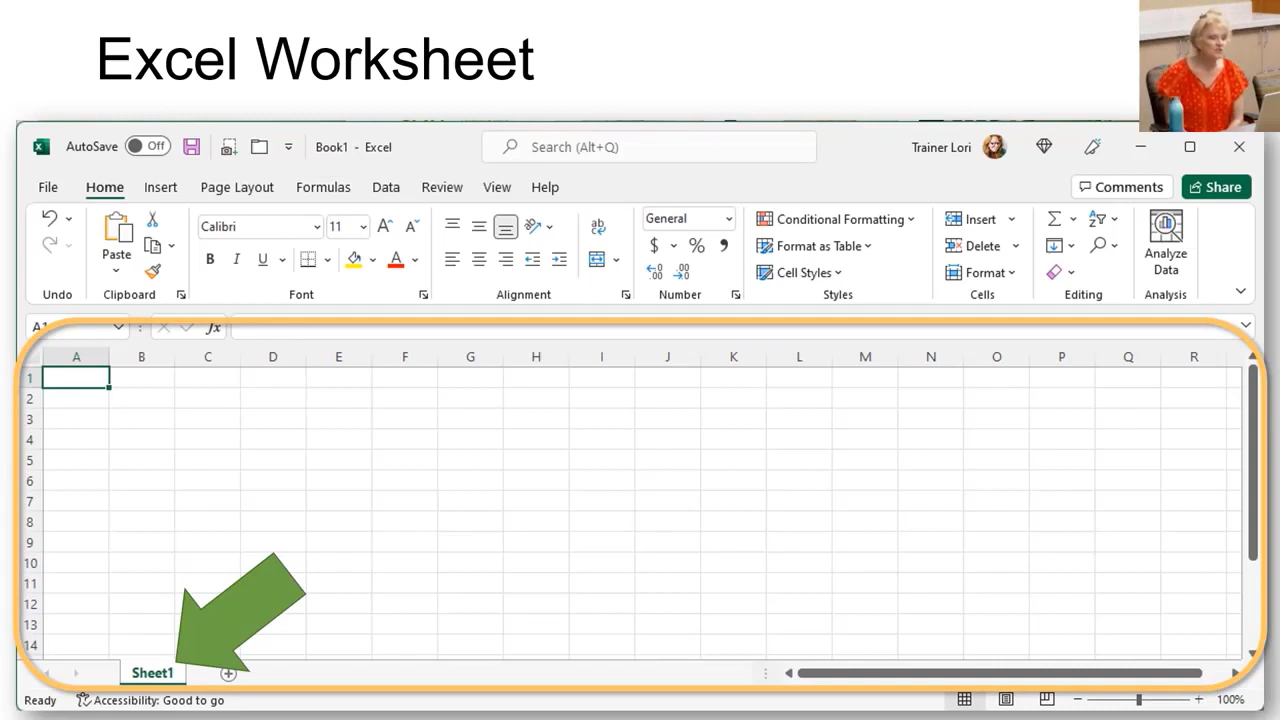 Excel Worksheet
AutoSave Off Book1 - Excel Search (Alt+Q) Trainer Lori
File Home Insert Page Layout Formulas Data Review View Help Comments Share
Calibri 11 General Conditional Formatting Insert
Paste B I U $ % Format as Table Delete Analyze Data
Cell Styles Format
Undo Clipboard Font Alignment Number Styles Cells Editing Analysis
A1 fx
A B C D E F G H I J K L M N O P Q R
1
2
3
4
5
6
7
8
9
10
11
12
13
14
Sheet1
Ready Accessibility: Good to go 100%